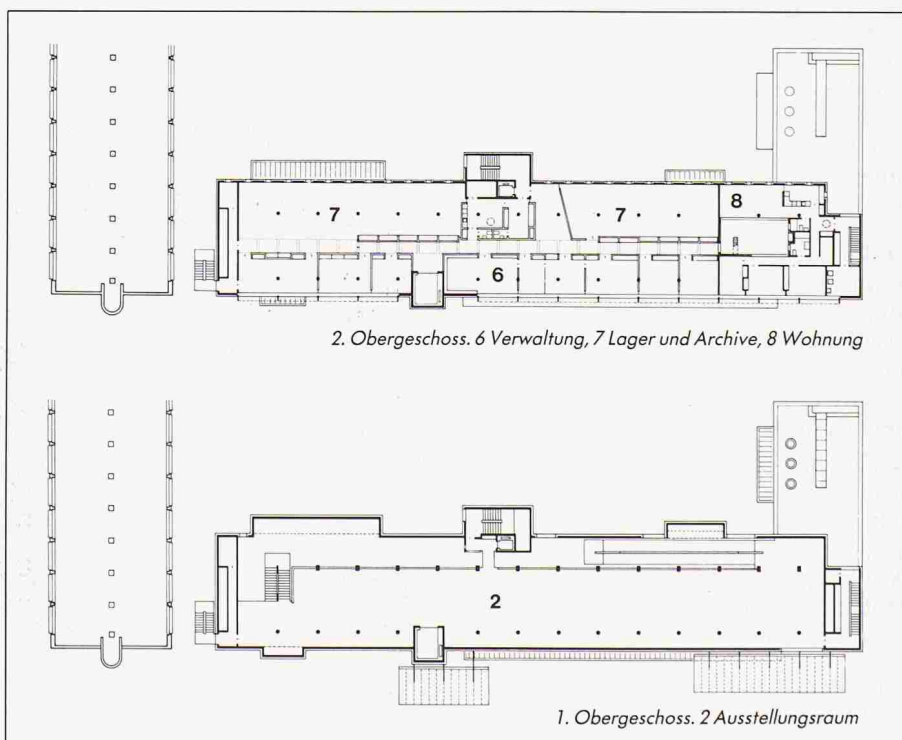 7
7
8
6
2. Obergeschoss. 6 Verwaltung, 7 Lager und Archive, 8 Wohnung
2
1. Obergeschoss. 2 Ausstellungsraum